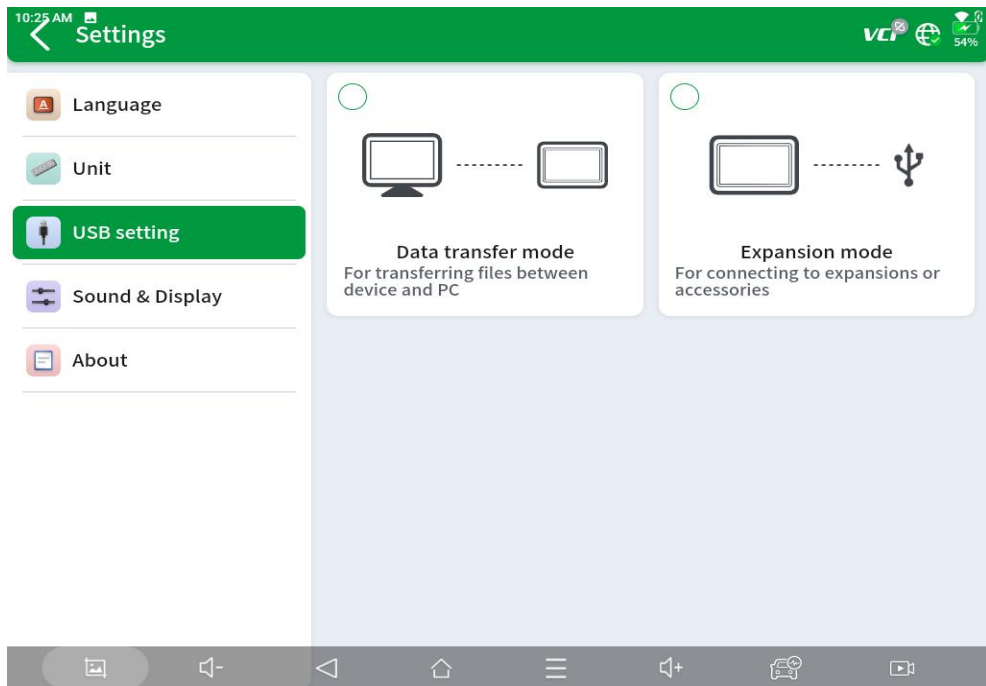 10:25 AM
Settings
VCI
54%
Language
Unit
USB setting
Sound & Display
About
Data transfer mode
For transferring files between
device and PC
Expansion mode
For connecting to expansions or
accessories